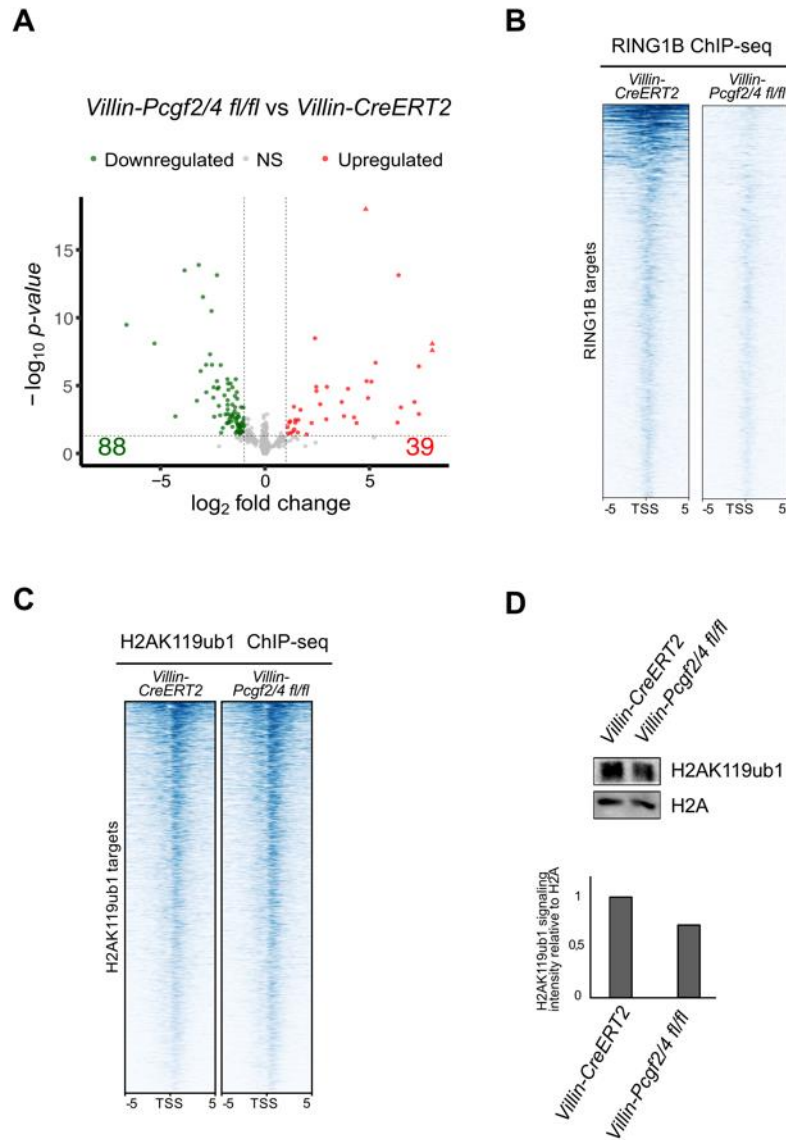 A
Villin-Pcgf2/4 fl/fl vs Villin-CreERT2
Downregulated NS Upregulated
15
10
5
0
− log10 p-value
88
39
−5 0 5
log2 fold change
B
RING1B ChIP-seq
Villin-
CreERT2
Villin-
Pcgf2/4 fl/fl
RING1B targets
-5 TSS 5
-5 TSS 5
C
H2AK119ub1 ChIP-seq
Villin-
CreERT2
Villin-
Pcgf2/4 fl/fl
H2AK119ub1 targets
-5 TSS 5
-5 TSS 5
D
Villin-CreERT2
Villin-Pcgf2/4 fl/fl
H2AK119ub1
H2A
H2AK119ub1 signaling
intensity relative to H2A
1
0,5
0
Villin-CreERT2
Villin-Pcgf2/4 fl/fl